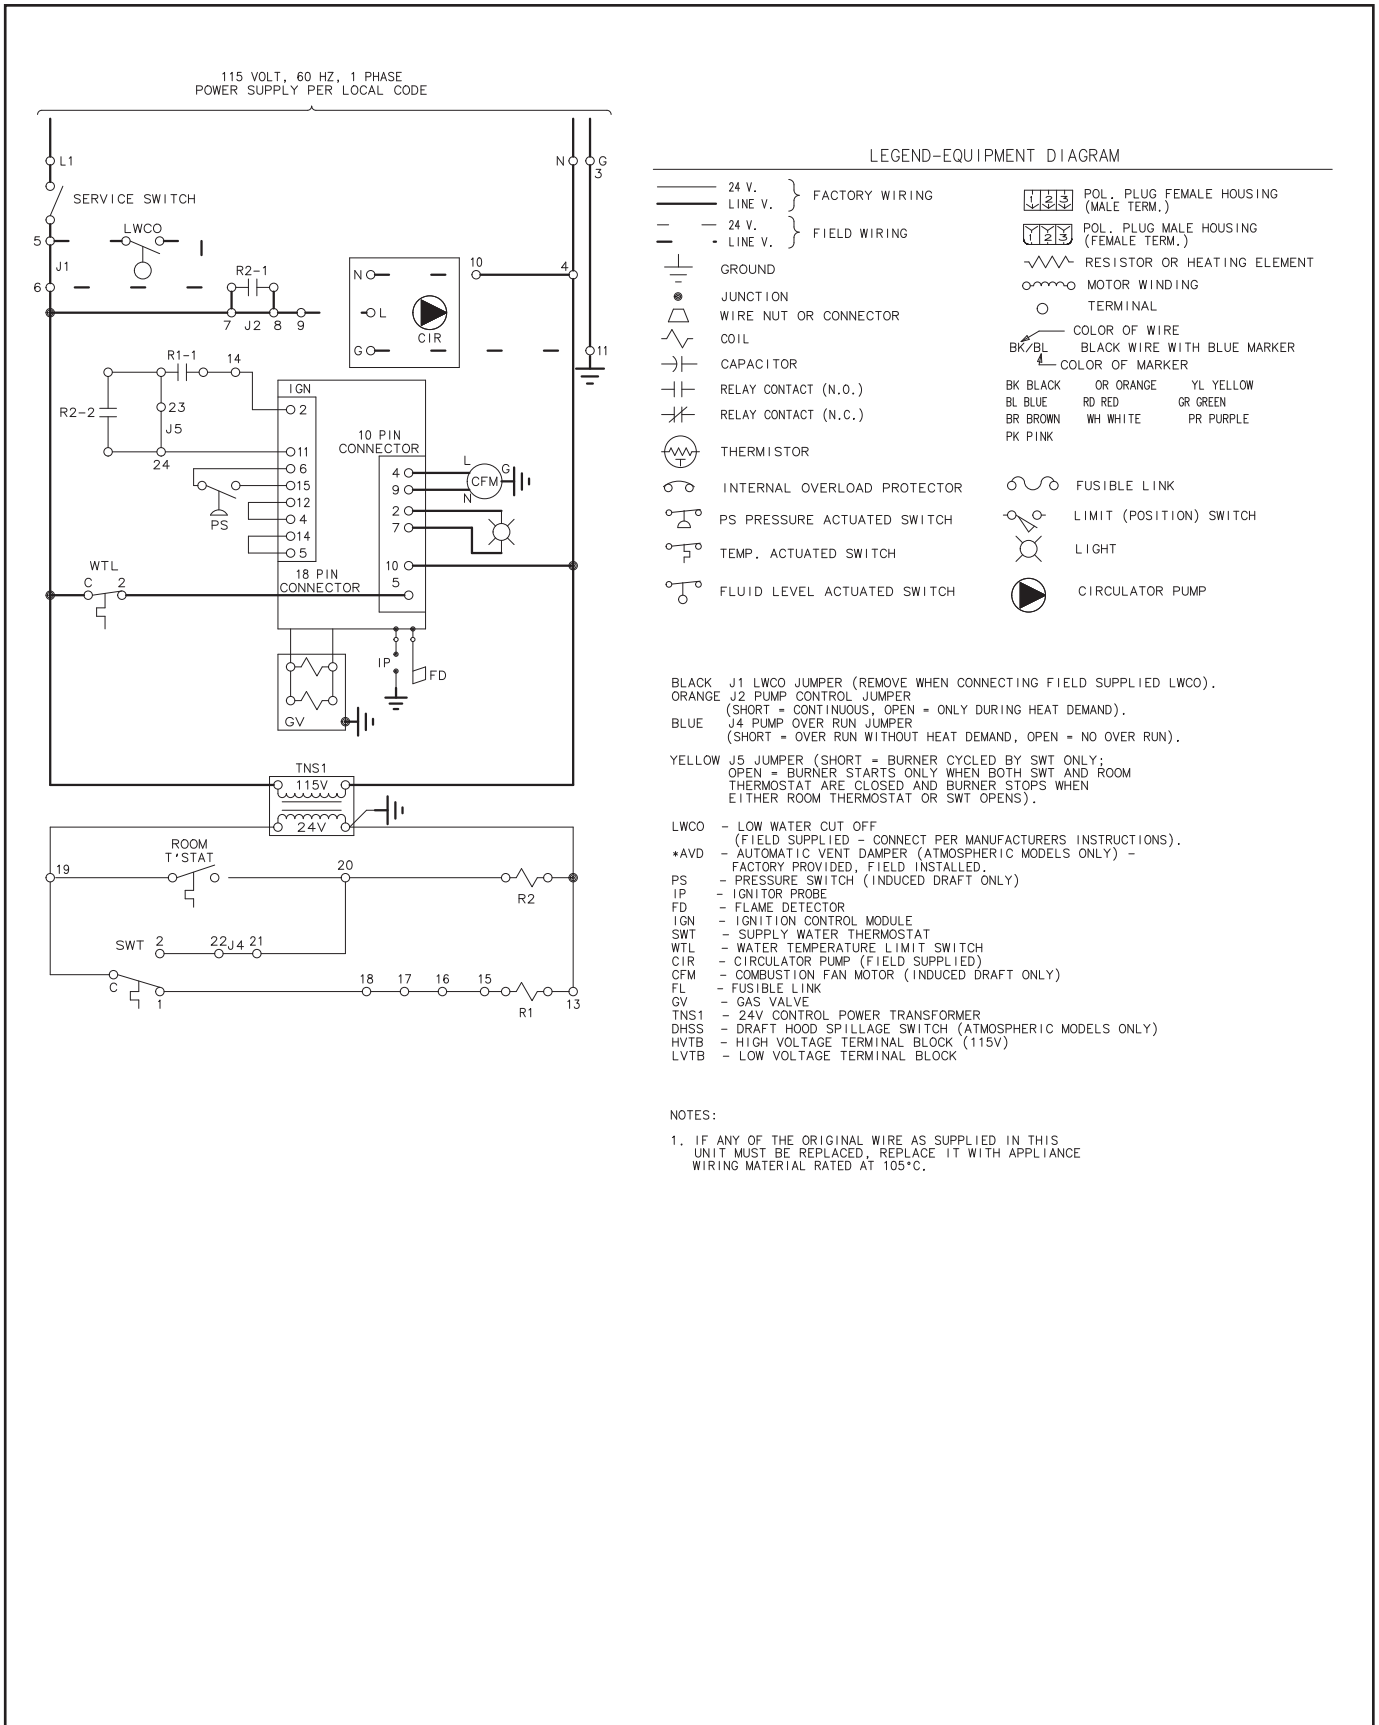 115 VOLT, 60 HZ, 1 PHASE
POWER SUPPLY PER LOCAL CODE
L1
N
G
3
SERVICE SWITCH
LWCO
5
J1
6
R2-1
7 J2 8 9
N
10
4
L
CIR
G
11
R1-1
14
IGN
2
R2-2
23
J5
10 PIN
CONNECTOR
11
24
6
15
12
4
14
5
PS
4
9
2
7
10
5
L
G
CFM
N
18 PIN
CONNECTOR
WTL
C 2
IP
FD
GV
TNS1
115V
24V
ROOM
T'STAT
19
20
R2
SWT 2 22 J4 21
C
1
18 17 16 15
R1
13
LEGEND-EQUIPMENT DIAGRAM
24 V.
LINE V.
FACTORY WIRING
24 V.
LINE V.
FIELD WIRING
GROUND
JUNCTION
WIRE NUT OR CONNECTOR
COIL
CAPACITOR
RELAY CONTACT (N.O.)
RELAY CONTACT (N.C.)
T
THERMISTOR
INTERNAL OVERLOAD PROTECTOR
PS PRESSURE ACTUATED SWITCH
TEMP. ACTUATED SWITCH
FLUID LEVEL ACTUATED SWITCH
1 2 3
POL. PLUG FEMALE HOUSING
(MALE TERM.)
1 2 3
POL. PLUG MALE HOUSING
(FEMALE TERM.)
RESISTOR OR HEATING ELEMENT
MOTOR WINDING
TERMINAL
COLOR OF WIRE
BK/BL BLACK WIRE WITH BLUE MARKER
COLOR OF MARKER
BK BLACK OR ORANGE YL YELLOW
BL BLUE RD RED GR GREEN
BR BROWN WH WHITE PR PURPLE
PK PINK
FUSIBLE LINK
LIMIT (POSITION) SWITCH
LIGHT
CIRCULATOR PUMP
BLACK J1 LWCO JUMPER (REMOVE WHEN CONNECTING FIELD SUPPLIED LWCO).
ORANGE J2 PUMP CONTROL JUMPER
(SHORT = CONTINUOUS, OPEN = ONLY DURING HEAT DEMAND).
BLUE J4 PUMP OVER RUN JUMPER
(SHORT = OVER RUN WITHOUT HEAT DEMAND, OPEN = NO OVER RUN).
YELLOW J5 JUMPER (SHORT = BURNER CYCLED BY SWT ONLY;
OPEN = BURNER STARTS ONLY WHEN BOTH SWT AND ROOM
THERMOSTAT ARE CLOSED AND BURNER STOPS WHEN
EITHER ROOM THERMOSTAT OR SWT OPENS).
LWCO - LOW WATER CUT OFF
(FIELD SUPPLIED - CONNECT PER MANUFACTURERS INSTRUCTIONS).
*AVD - AUTOMATIC VENT DAMPER (ATMOSPHERIC MODELS ONLY) -
FACTORY PROVIDED, FIELD INSTALLED.
PS - PRESSURE SWITCH (INDUCED DRAFT ONLY)
IP - IGNITOR PROBE
FD - FLAME DETECTOR
IGN - IGNITION CONTROL MODULE
SWT - SUPPLY WATER THERMOSTAT
WTL - WATER TEMPERATURE LIMIT SWITCH
CIR - CIRCULATOR PUMP (FIELD SUPPLIED)
CFM - COMBUSTION FAN MOTOR (INDUCED DRAFT ONLY)
FL - FUSIBLE LINK
GV - GAS VALVE
TNS1 - 24V CONTROL POWER TRANSFORMER
DHSS - DRAFT HOOD SPILLAGE SWITCH (ATMOSPHERIC MODELS ONLY)
HVTB - HIGH VOLTAGE TERMINAL BLOCK (115V)
LVTB - LOW VOLTAGE TERMINAL BLOCK
NOTES:
1. IF ANY OF THE ORIGINAL WIRE AS SUPPLIED IN THIS
UNIT MUST BE REPLACED, REPLACE IT WITH APPLIANCE
WIRING MATERIAL RATED AT 105°C.